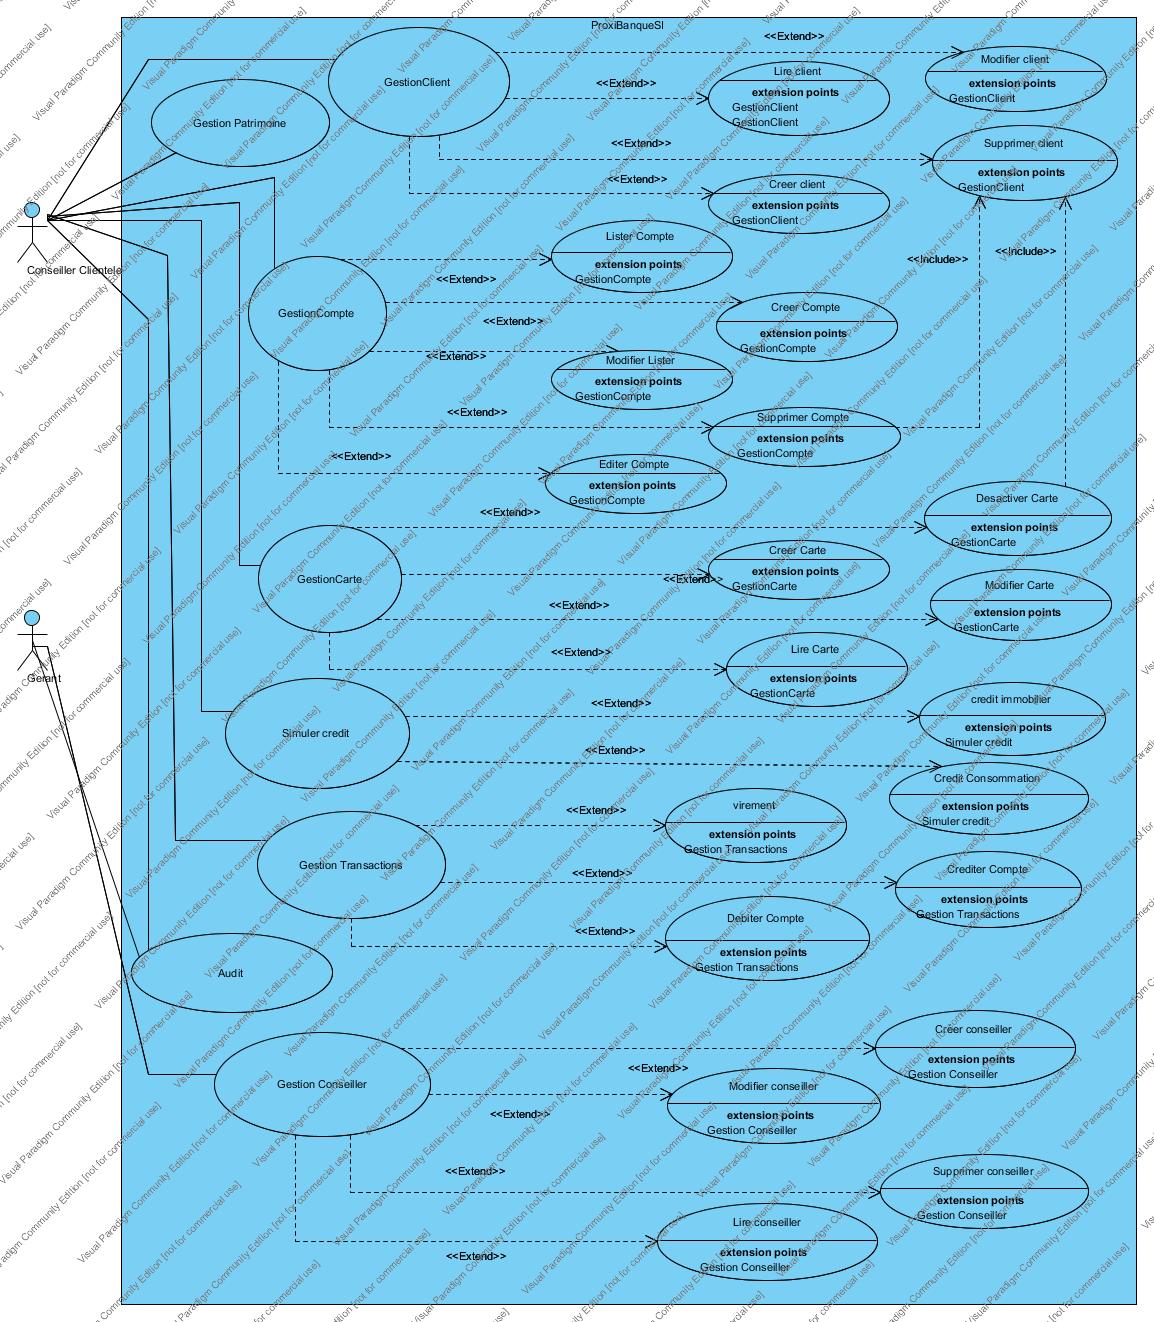 ProxiBanqueSI
<<Extend>>
GestionClient
Modifier client
extension points
GestionClient
<<Extend>>
Lire client
extension points
GestionClient
GestionClient
Gestion Patrimoine
<<Extend>>
Supprimer client
extension points
GestionClient
<<Extend>>
Creer client
extension points
GestionClient
Conseiller Clientele
Lister Compte
extension points
GestionCompte
<<Include>>
<<Include>>
<<Extend>>
GestionCompte
Creer Compte
extension points
GestionCompte
<<Extend>>
<<Extend>>
Modifier Lister
extension points
GestionCompte
<<Extend>>
Supprimer Compte
extension points
GestionCompte
<<Extend>>
Editer Compte
extension points
GestionCompte
<<Extend>>
Desactiver Carte
extension points
GestionCarte
GestionCarte
Creer Carte
extension points
GestionCarte
<<Extend>>
<<Extend>>
Modifier Carte
extension points
GestionCarte
Gerant
<<Extend>>
Lire Carte
extension points
GestionCarte
<<Extend>>
credit immobilier
extension points
Simuler credit
Simuler credit
<<Extend>>
Credit Consommation
extension points
Simuler credit
<<Extend>>
virement
extension points
Gestion Transactions
Gestion Transactions
<<Extend>>
Crediter Compte
extension points
Gestion Transactions
<<Extend>>
Debiter Compte
extension points
Gestion Transactions
Audit
Creer conseiller
extension points
Gestion Conseiller
<<Extend>>
Gestion Conseiller
Modifier conseiller
extension points
Gestion Conseiller
<<Extend>>
<<Extend>>
Supprimer conseiller
extension points
Gestion Conseiller
Lire conseiller
extension points
Gestion Conseiller
<<Extend>>
Visual Paradigm Community Edition [not for commercial use]